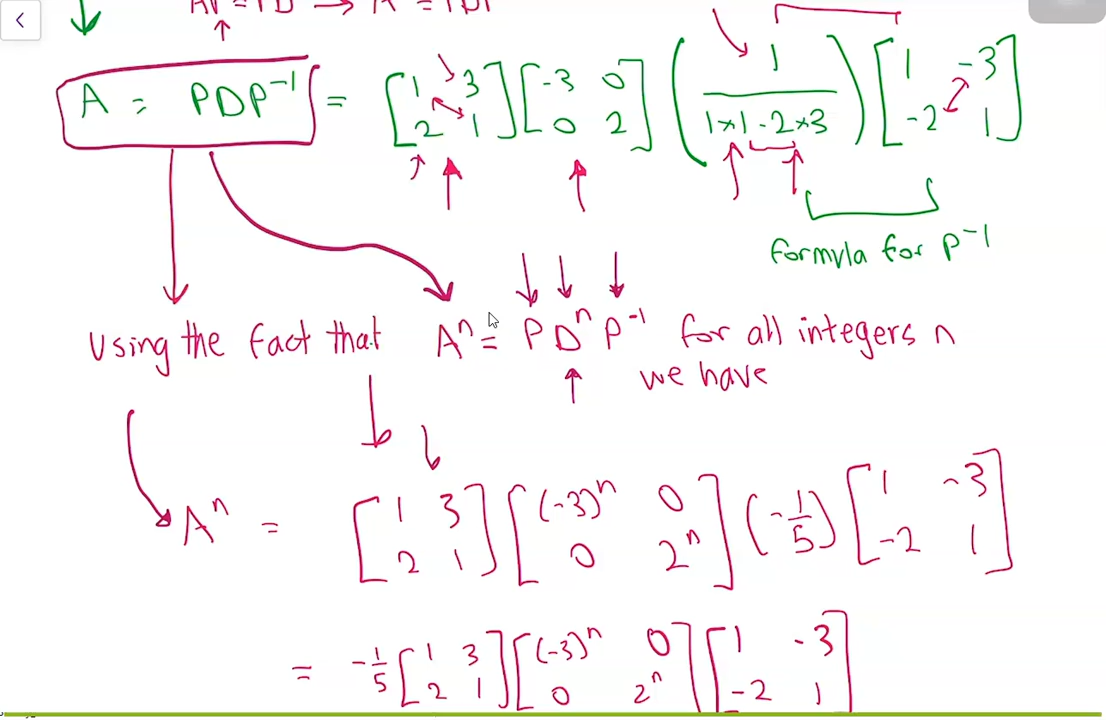 A = PDP⁻¹ = [1 3; 2 1] [-3 0; 0 2] (1/(1×1-2×3)) [1 -3; -2 1]
formula for P⁻¹
Using the fact that Aⁿ = P Dⁿ P⁻¹ for all integers n
we have
Aⁿ = [1 3; 2 1] [(-3)ⁿ 0; 0 2ⁿ] (-1/5) [1 -3; -2 1]
= -1/5 [1 3; 2 1] [(-3)ⁿ 0; 0 2ⁿ] [1 -3; -2 1]